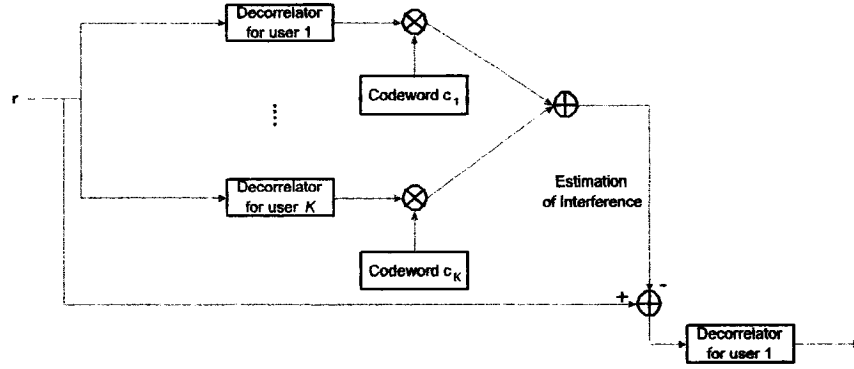 Decorrelator
for user 1
Codeword c1
r
Decorrelator
for user K
Estimation
of Interference
Codeword cK
+
-
Decorrelator
for user 1